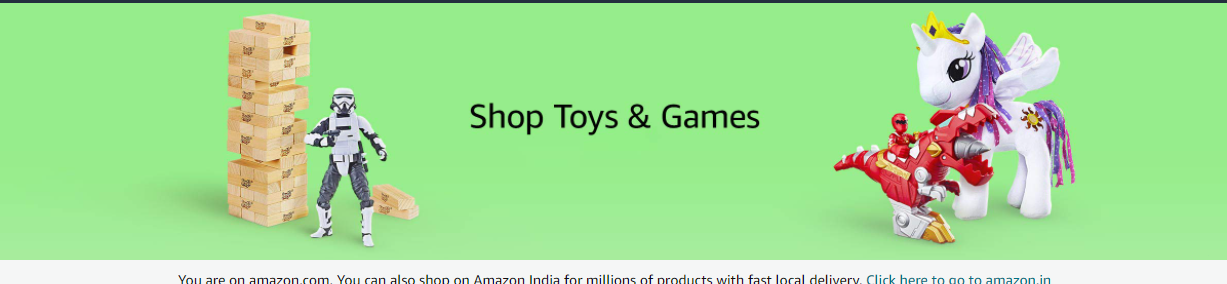 Shop Toys & Games
You are on amazon.com. You can also shop on Amazon India for millions of products with fast local delivery. Click here to go to amazon.in